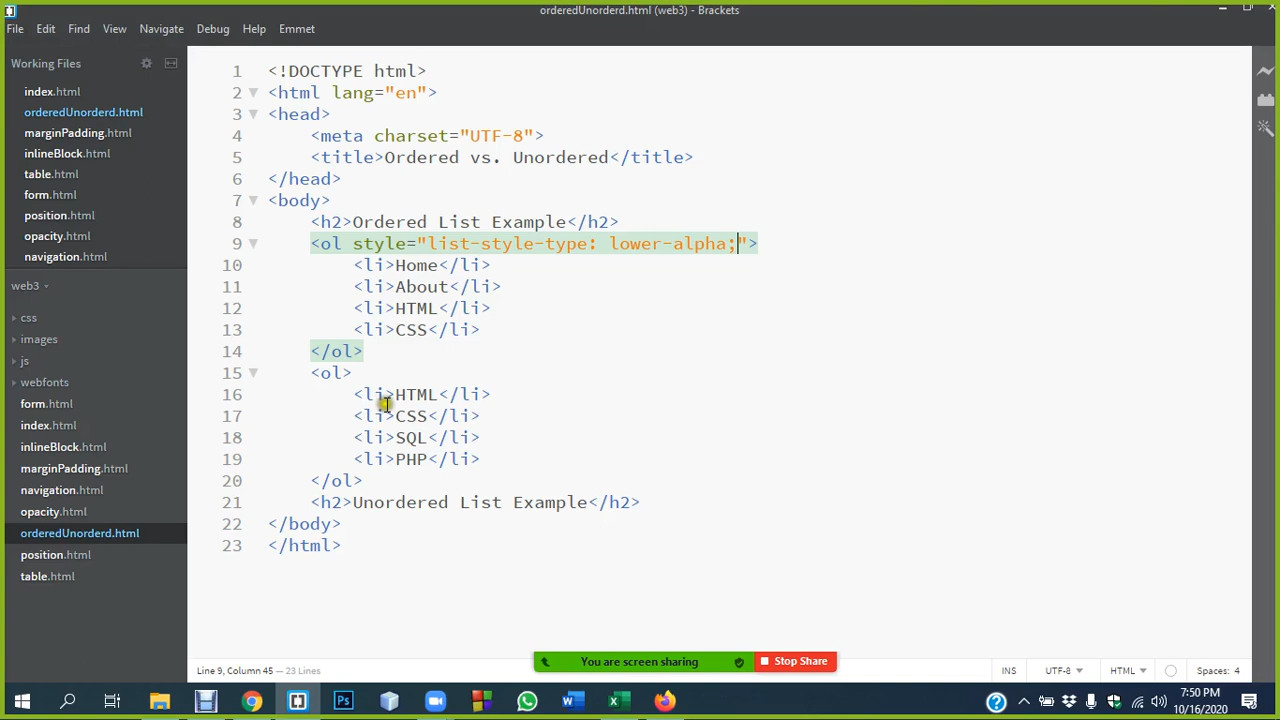 orderedUnorderd.html (web3) - Brackets
File Edit Find View Navigate Debug Help Emmet
Working Files
index.html
orderedUnorderd.html
marginPadding.html
inlineBlock.html
table.html
form.html
position.html
opacity.html
navigation.html
web3
css
images
js
webfonts
form.html
index.html
inlineBlock.html
marginPadding.html
navigation.html
opacity.html
orderedUnorderd.html
position.html
table.html
1 <!DOCTYPE html>
2 <html lang="en">
3 <head>
4 <meta charset="UTF-8">
5 <title>Ordered vs. Unordered</title>
6 </head>
7 <body>
8 <h2>Ordered List Example</h2>
9 <ol style="list-style-type: lower-alpha;">
10 <li>Home</li>
11 <li>About</li>
12 <li>HTML</li>
13 <li>CSS</li>
14 </ol>
15 <ol>
16 <li>HTML</li>
17 <li>CSS</li>
18 <li>SQL</li>
19 <li>PHP</li>
20 </ol>
21 <h2>Unordered List Example</h2>
22 </body>
23 </html>
You are screen sharing Stop Share
Line 9, Column 45 — 23 Lines INS UTF-8 HTML Spaces: 4
Ps W X
7:50 PM
10/16/2020